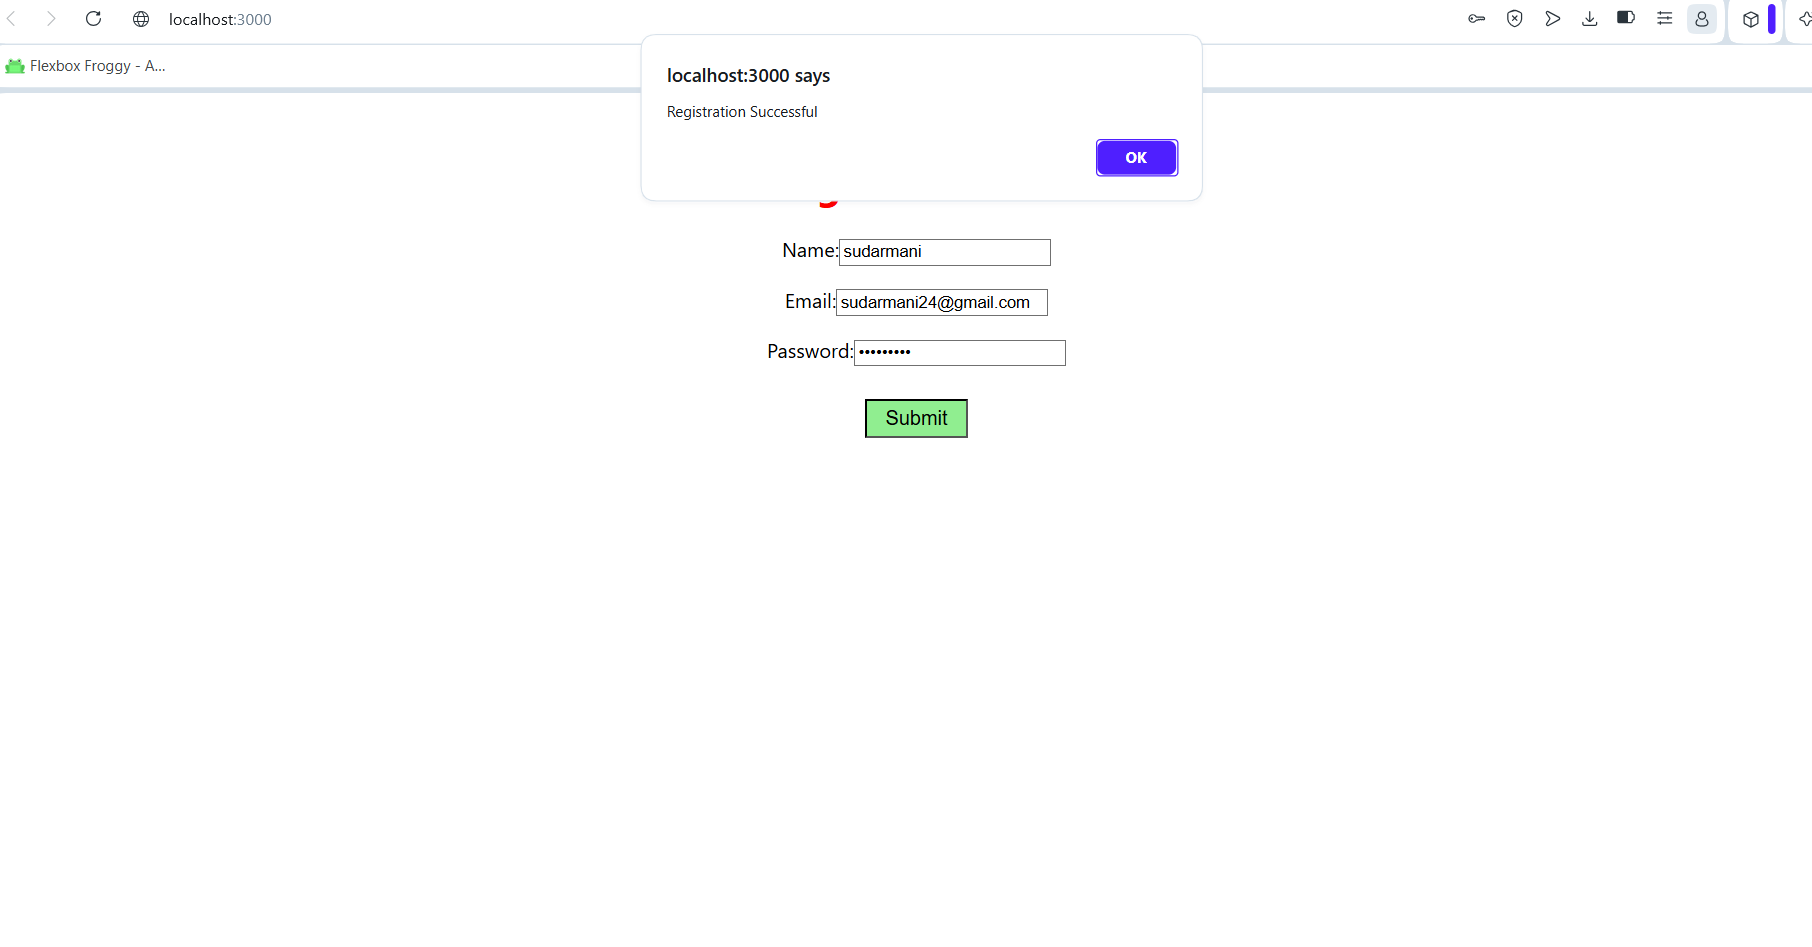 localhost:3000
Flexbox Froggy - A...
localhost:3000 says
Registration Successful
OK
Name: sudarmani
Email: sudarmani24@gmail.com
Password: •••••••••
Submit